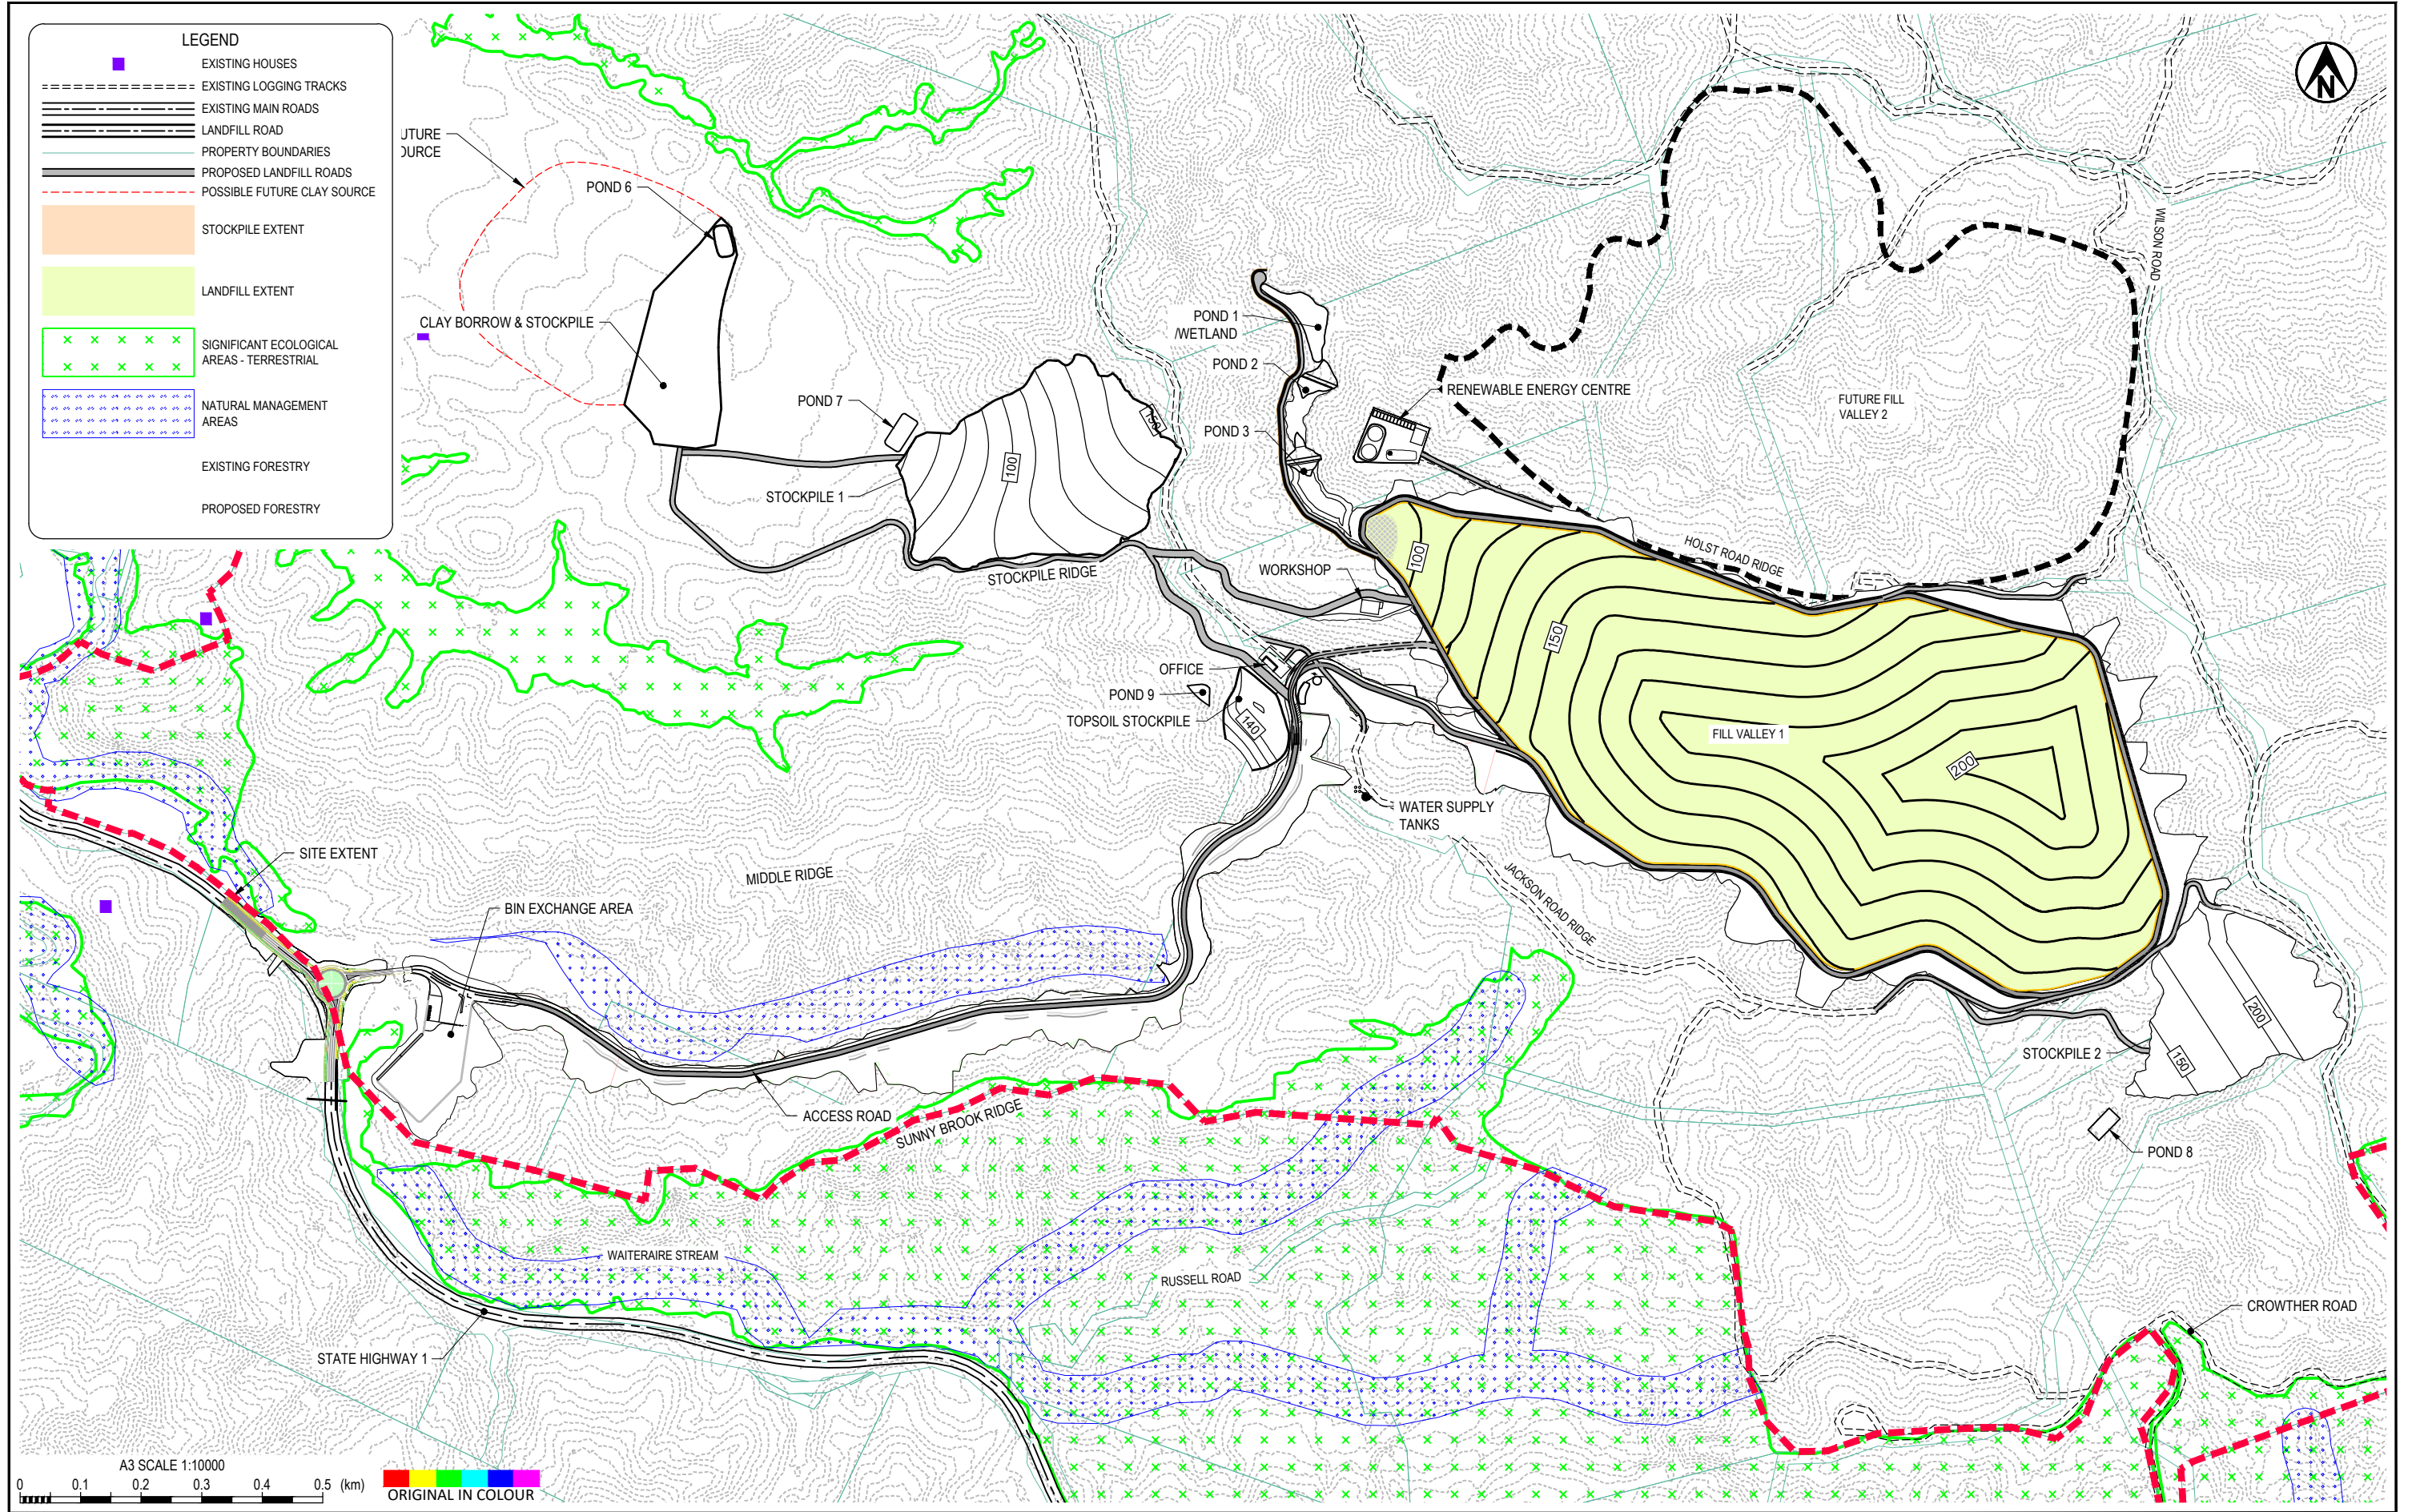 LEGEND
EXISTING HOUSES
EXISTING LOGGING TRACKS
EXISTING MAIN ROADS
LANDFILL ROAD
PROPERTY BOUNDARIES
PROPOSED LANDFILL ROADS
POSSIBLE FUTURE CLAY SOURCE
STOCKPILE EXTENT
LANDFILL EXTENT
SIGNIFICANT ECOLOGICAL
AREAS - TERRESTRIAL
NATURAL MANAGEMENT
AREAS
EXISTING FORESTRY
PROPOSED FORESTRY
UTURE
OURCE
N
POND 6
CLAY BORROW & STOCKPILE
POND 7
STOCKPILE 1
100
150
STOCKPILE RIDGE
POND 1
/WETLAND
POND 2
POND 3
RENEWABLE ENERGY CENTRE
WILSON ROAD
FUTURE FILL
VALLEY 2
HOLST ROAD RIDGE
WORKSHOP
100
150
OFFICE
POND 9
TOPSOIL STOCKPILE
140
FILL VALLEY 1
200
WATER SUPPLY
TANKS
JACKSON ROAD RIDGE
SITE EXTENT
MIDDLE RIDGE
BIN EXCHANGE AREA
ACCESS ROAD
SUNNY BROOK RIDGE
200
150
STOCKPILE 2
POND 8
WAITERAIRE STREAM
RUSSELL ROAD
CROWTHER ROAD
STATE HIGHWAY 1
A3 SCALE 1:10000
0 0.1 0.2 0.3 0.4 0.5 (km)
ORIGINAL IN COLOUR